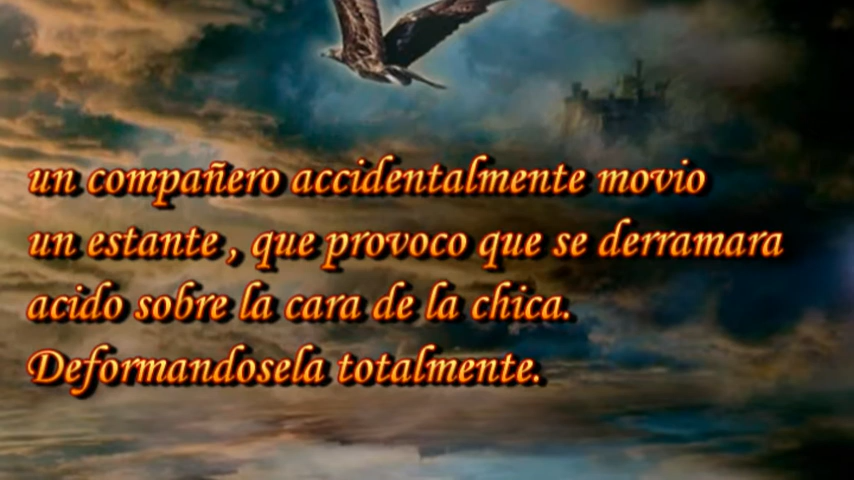 un compañero accidentalmente movio
un estante , que provoco que se derramara
acido sobre la cara de la chica.
Deformandosela totalmente.